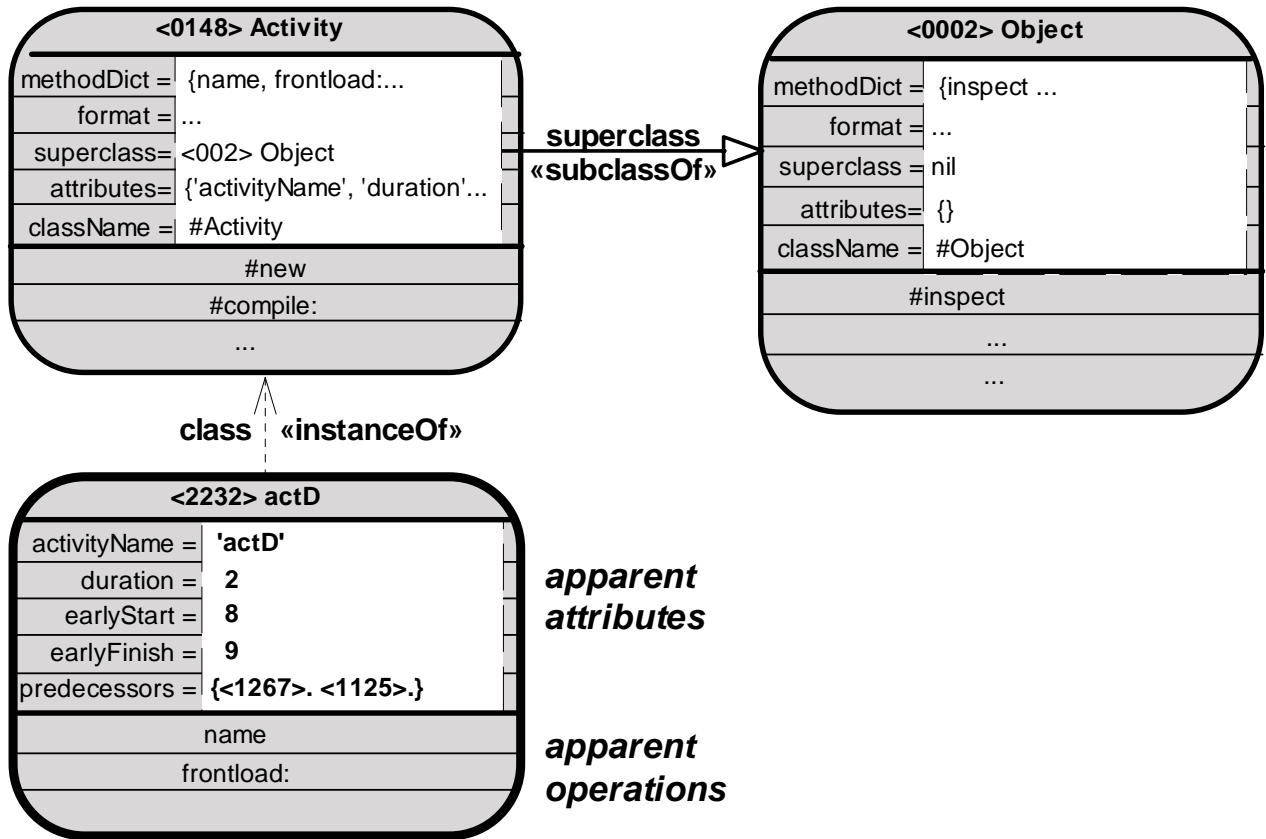 <0148> Activity
methodDict = {name, frontload:...
format = ...
superclass= <002> Object
attributes= {'activityName', 'duration'...
className = #Activity
#new
#compile:
...
superclass
«subclassOf»
<0002> Object
methodDict = {inspect ...
format = ...
superclass = nil
attributes= {}
className = #Object
#inspect
...
...
class «instanceOf»
<2232> actD
activityName = 'actD'
duration = 2
earlyStart = 8
earlyFinish = 9
predecessors = {<1267>. <1125>.}
name
frontload:
apparent
attributes
apparent
operations